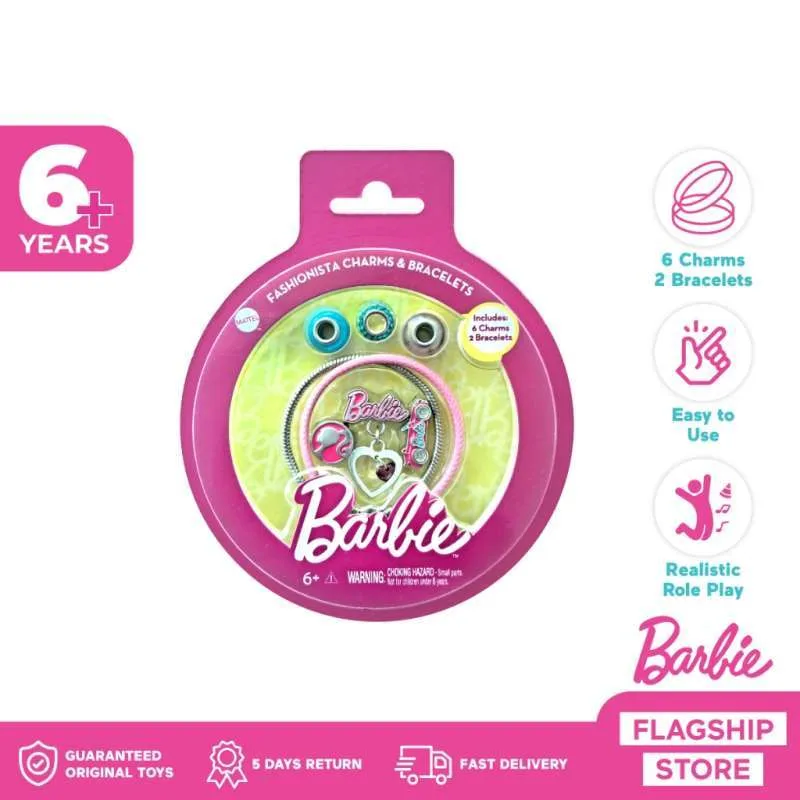 6+
YEARS
FASHIONISTA CHARMS & BRACELETS
MATTEL
Includes:
6 Charms
2 Bracelets
Barbie
Barbie™
6+ WARNING: CHOKING HAZARD - Small parts.
Not for children under 6 years.
6 Charms
2 Bracelets
Easy to
Use
Realistic
Role Play
Barbie
FLAGSHIP
STORE
GUARANTEED
ORIGINAL TOYS
5 DAYS RETURN
FAST DELIVERY